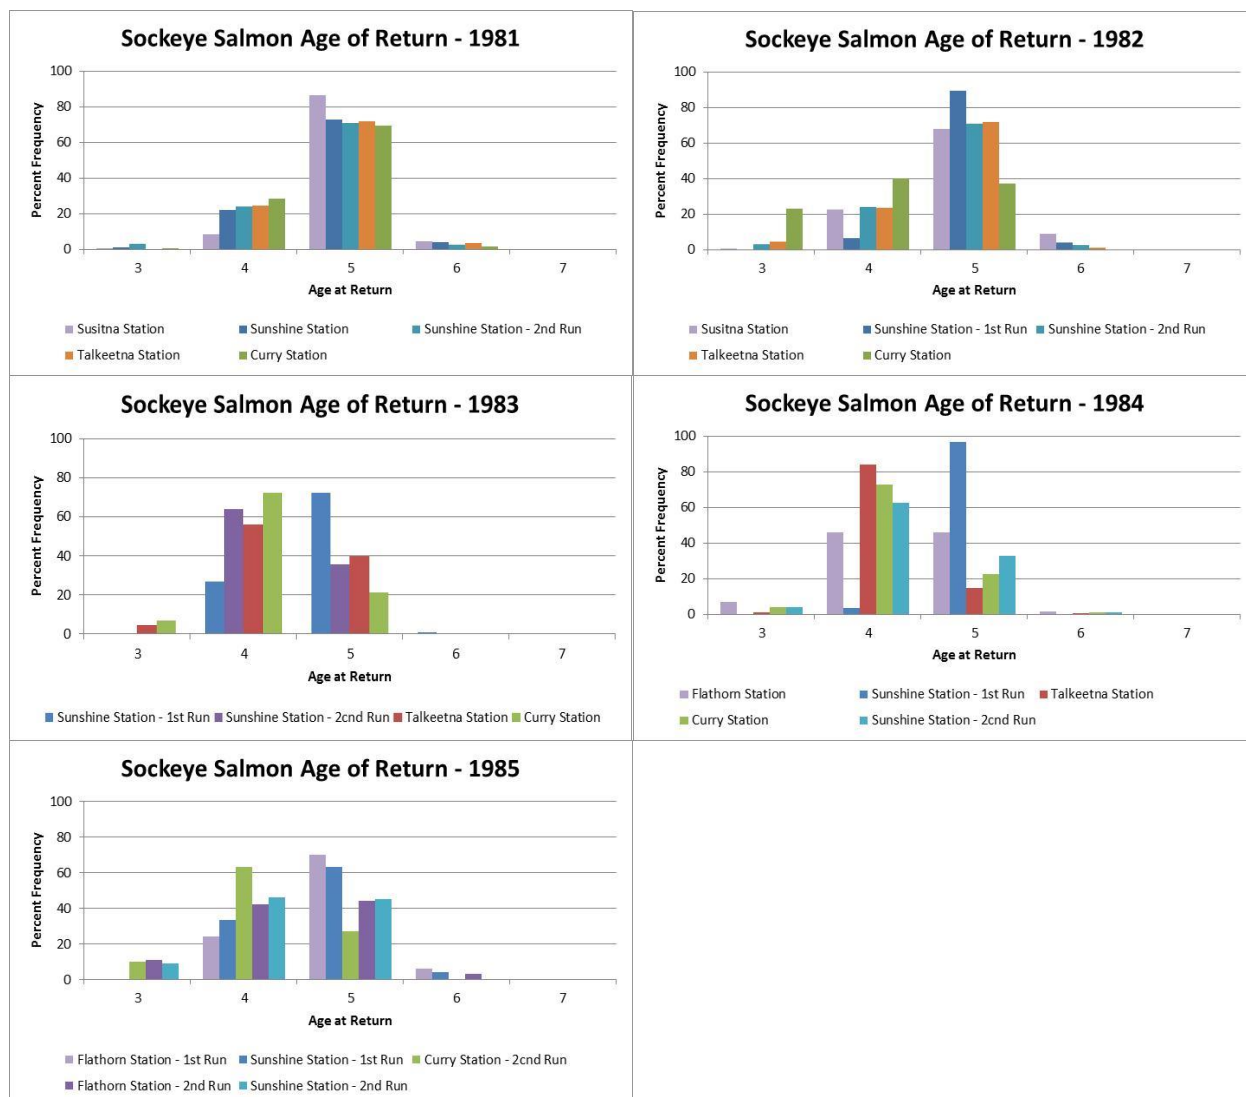 Sockeye Salmon Age of Return - 1981
Percent Frequency
100
80
60
40
20
0
3 4 5 6 7
Age at Return
Susitna Station Sunshine Station Sunshine Station - 2nd Run
Talkeetna Station Curry Station
Sockeye Salmon Age of Return - 1982
Percent Frequency
100
80
60
40
20
0
3 4 5 6 7
Age at Return
Susitna Station Sunshine Station - 1st Run Sunshine Station - 2nd Run
Talkeetna Station Curry Station
Sockeye Salmon Age of Return - 1983
Percent Frequency
100
80
60
40
20
0
3 4 5 6 7
Age at Return
Sunshine Station - 1st Run Sunshine Station - 2cnd Run Talkeetna Station Curry Station
Sockeye Salmon Age of Return - 1984
Percent Frequency
100
80
60
40
20
0
3 4 5 6 7
Age at Return
Flathorn Station Sunshine Station - 1st Run Talkeetna Station
Curry Station Sunshine Station - 2cnd Run
Sockeye Salmon Age of Return - 1985
Percent Frequency
100
80
60
40
20
0
3 4 5 6 7
Age at Return
Flathorn Station - 1st Run Sunshine Station - 1st Run Curry Station - 2cnd Run
Flathorn Station - 2nd Run Sunshine Station - 2nd Run